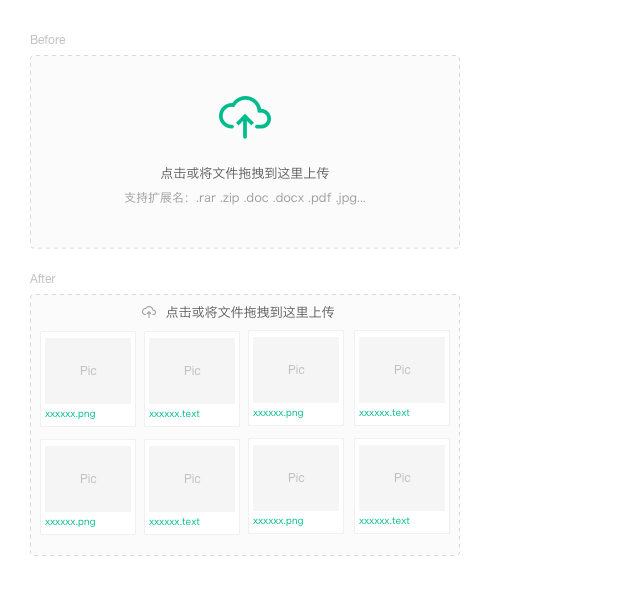 Before
点击或将文件拖拽到这里上传
支持扩展名：.rar .zip .doc .docx .pdf .jpg...
After
点击或将文件拖拽到这里上传
Pic Pic Pic Pic
xxxxxx.png xxxxxx.text xxxxxx.png xxxxxx.text
Pic Pic Pic Pic
xxxxxx.png xxxxxx.text xxxxxx.png xxxxxx.text